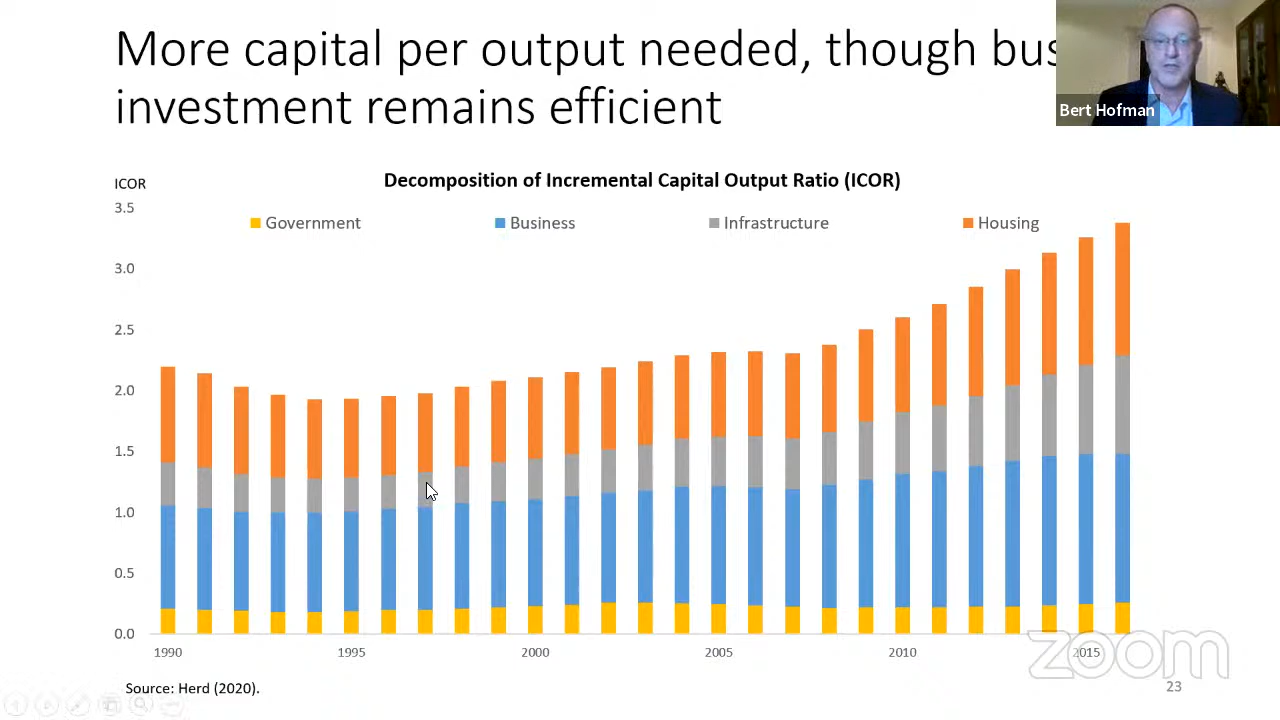 More capital per output needed, though bus
investment remains efficient
Bert Hofman
Decomposition of Incremental Capital Output Ratio (ICOR)
ICOR
Government Business Infrastructure Housing
3.5
3.0
2.5
2.0
1.5
1.0
0.5
0.0
1990 1995 2000 2005 2010 2015
zoom
Source: Herd (2020).
23